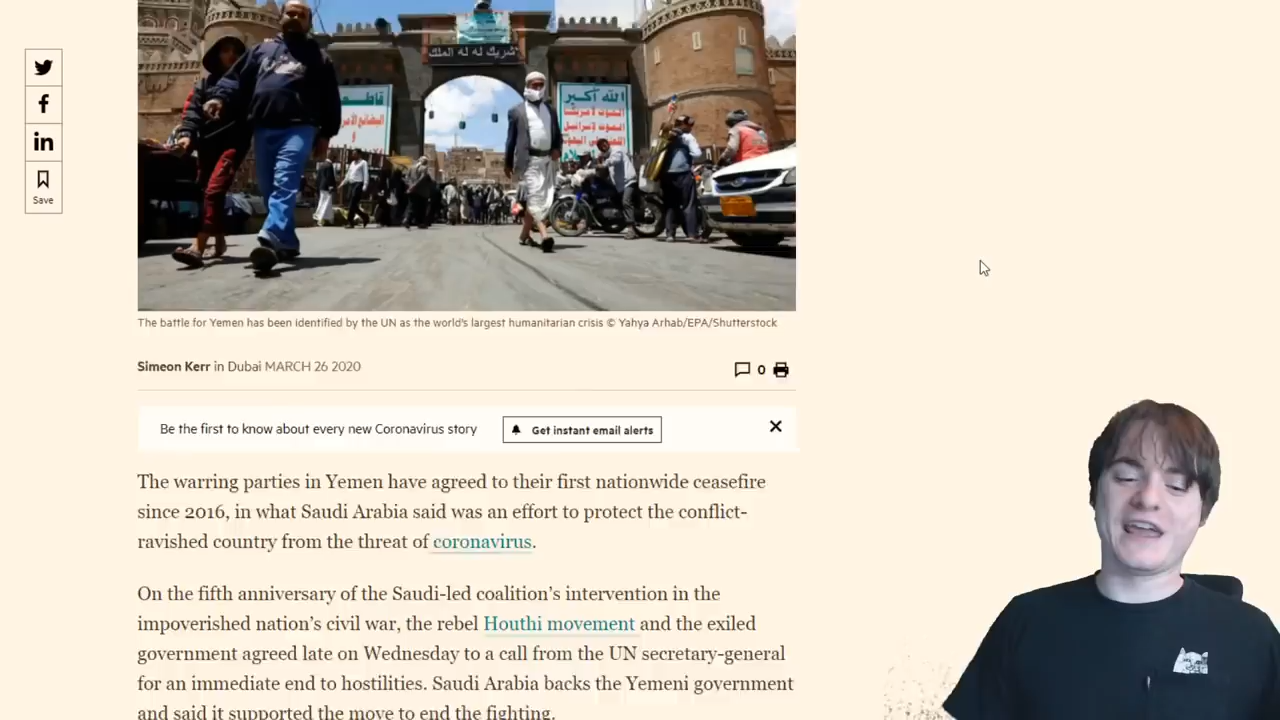 شريك له له الملك
الله أكبر
Save
The battle for Yemen has been identified by the UN as the world's largest humanitarian crisis © Yahya Arhab/EPA/Shutterstock
Simeon Kerr in Dubai MARCH 26 2020
0
Be the first to know about every new Coronavirus story
Get instant email alerts
The warring parties in Yemen have agreed to their first nationwide ceasefire
since 2016, in what Saudi Arabia said was an effort to protect the conflict-
ravished country from the threat of coronavirus.
On the fifth anniversary of the Saudi-led coalition's intervention in the
impoverished nation's civil war, the rebel Houthi movement and the exiled
government agreed late on Wednesday to a call from the UN secretary-general
for an immediate end to hostilities. Saudi Arabia backs the Yemeni government
and said it supported the move to end the fighting.